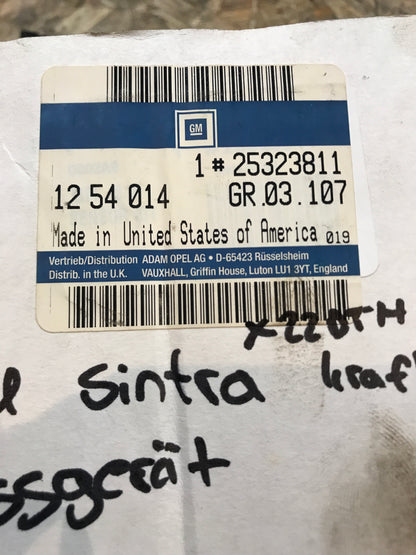 GM
1 # 25323811
12 54 014 GR.03.107
Made in United States of America 019
Vertrieb/Distribution ADAM OPEL AG • D-65423 Rüsselsheim
Distrib. in the U.K. VAUXHALL, Griffin House, Luton LU1 3YT, England
sintra